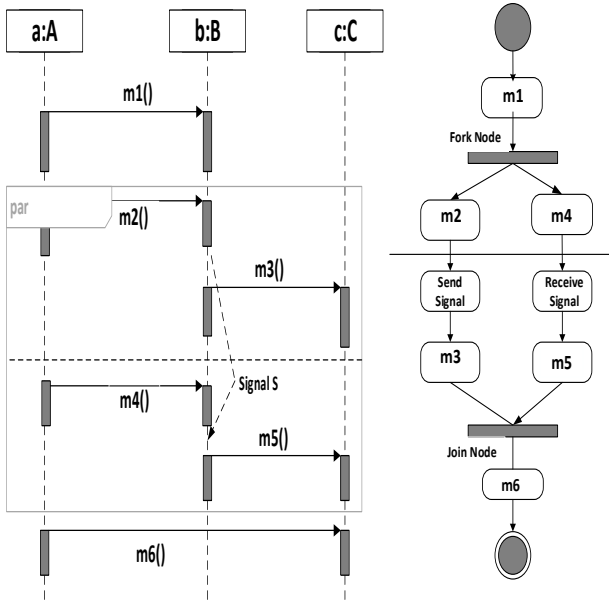 a:A
b:B
c:C
m1()
par
m2()
m3()
Signal S
m4()
m5()
m6()
m1
Fork Node
m2
m4
Send
Signal
Receive
Signal
m3
m5
Join Node
m6